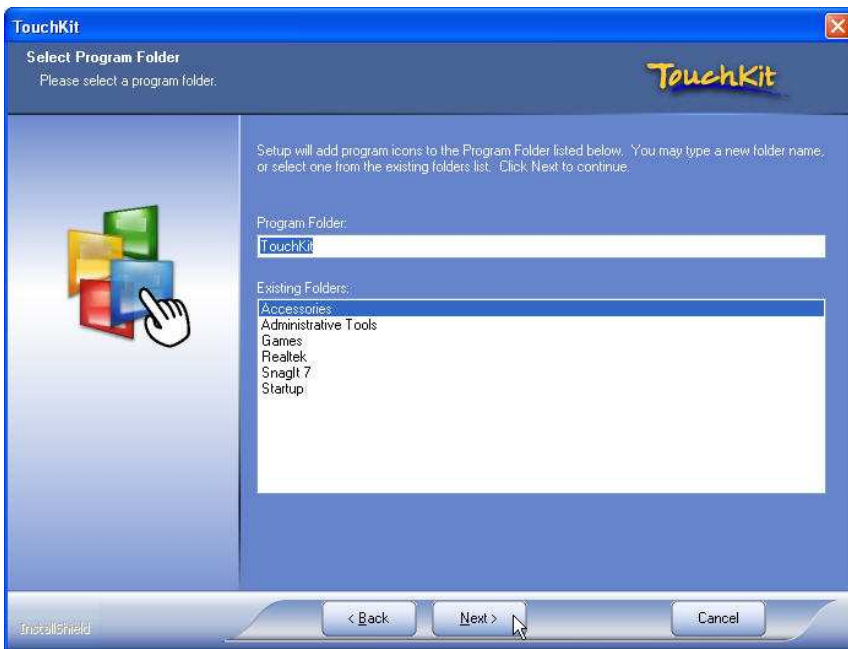 TouchKit
Select Program Folder
Please select a program folder.
TouchKit
Setup will add program icons to the Program Folder listed below. You may type a new folder name,
or select one from the existing folders list. Click Next to continue.
Program Folder:
TouchKit
Existing Folders:
Accessories
Administrative Tools
Games
Realtek
SnagIt 7
Startup
InstallShield
< Back
Next >
Cancel